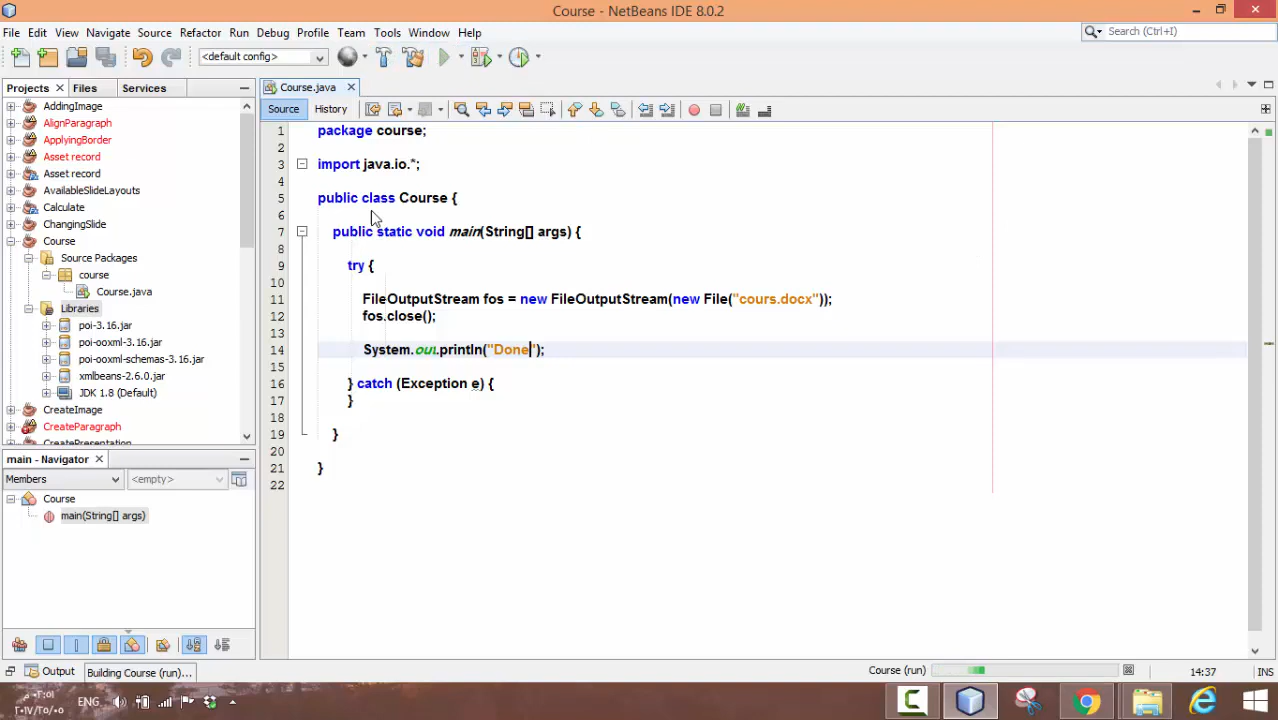 Course - NetBeans IDE 8.0.2
File Edit View Navigate Source Refactor Run Debug Profile Team Tools Window Help
Search (Ctrl+I)
<default config>
Projects Files Services
Course.java
Source History
AddingImage
AlignParagraph
ApplyingBorder
Asset record
Asset record
AvailableSlideLayouts
Calculate
ChangingSlide
Course
Source Packages
course
Course.java
Libraries
poi-3.16.jar
poi-ooxml-3.16.jar
poi-ooxml-schemas-3.16.jar
xmlbeans-2.6.0.jar
JDK 1.8 (Default)
CreateImage
CreateParagraph
CreatePresentation
main - Navigator
Members <empty>
Course
main(String[] args)
1 package course;
2
3 import java.io.*;
4
5 public class Course {
6
7 public static void main(String[] args) {
8
9 try {
10
11 FileOutputStream fos = new FileOutputStream(new File("cours.docx"));
12 fos.close();
13
14 System.out.println("Done");
15
16 } catch (Exception e) {
17 }
18
19 }
20
21 }
22
Output Building Course (run)... Course (run) 14:37 INS
ENG